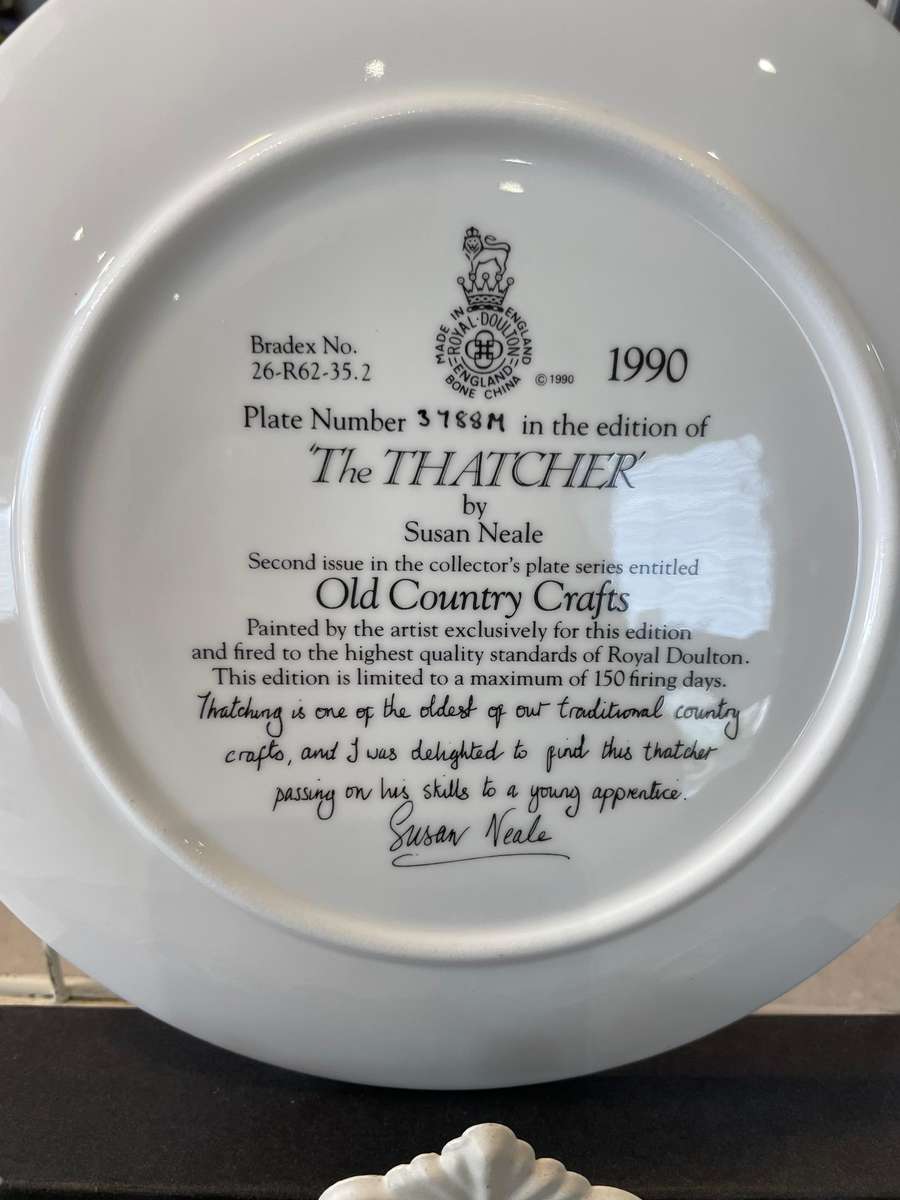 MADE IN ENGLAND
ROYAL·DOULTON
ENGLAND
BONE CHINA
Bradex No.
26-R62-35.2
© 1990
1990
Plate Number 3788M in the edition of
'The THATCHER'
by
Susan Neale
Second issue in the collector's plate series entitled
Old Country Crafts
Painted by the artist exclusively for this edition
and fired to the highest quality standards of Royal Doulton.
This edition is limited to a maximum of 150 firing days.
Thatching is one of the oldest of our traditional country
crafts, and I was delighted to find this thatcher
passing on his skills to a young apprentice.
Susan Neale